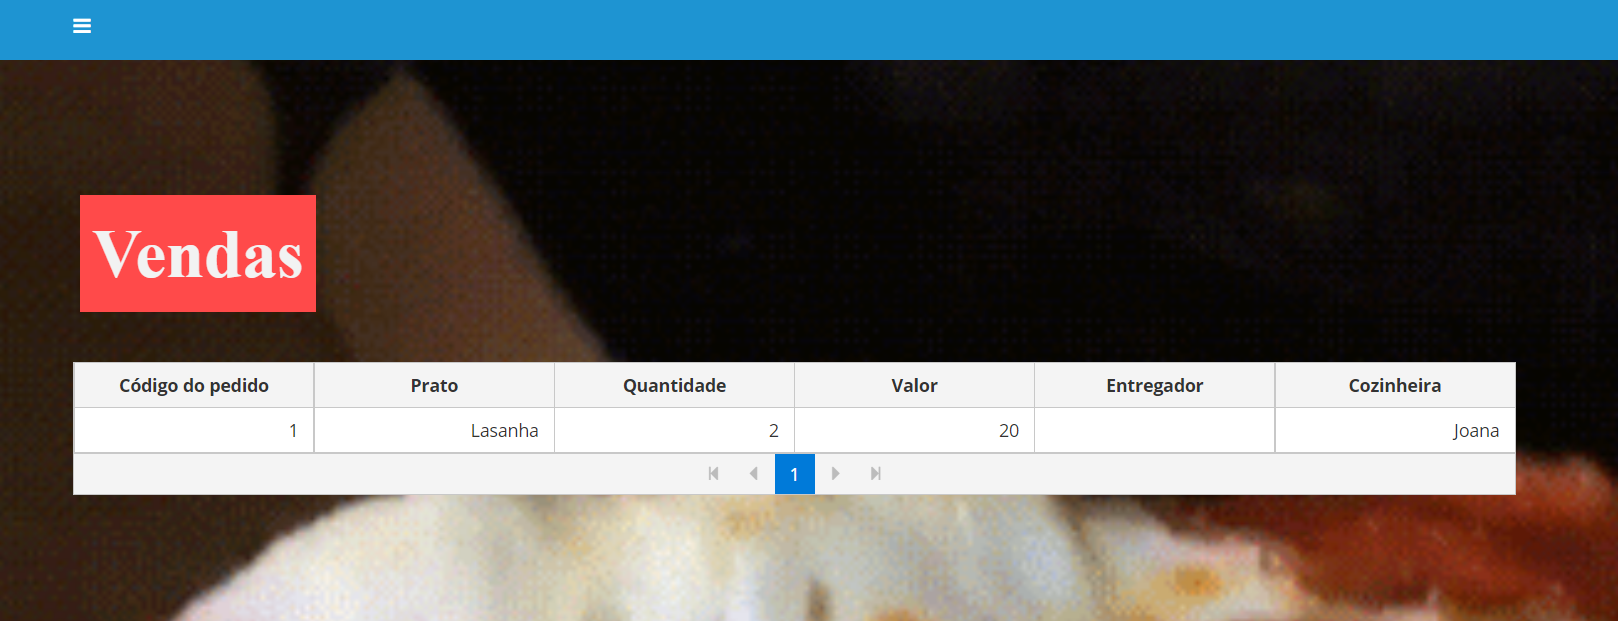 Vendas
Código do pedido Prato Quantidade Valor Entregador Cozinheira
1 Lasanha 2 20 Joana
1